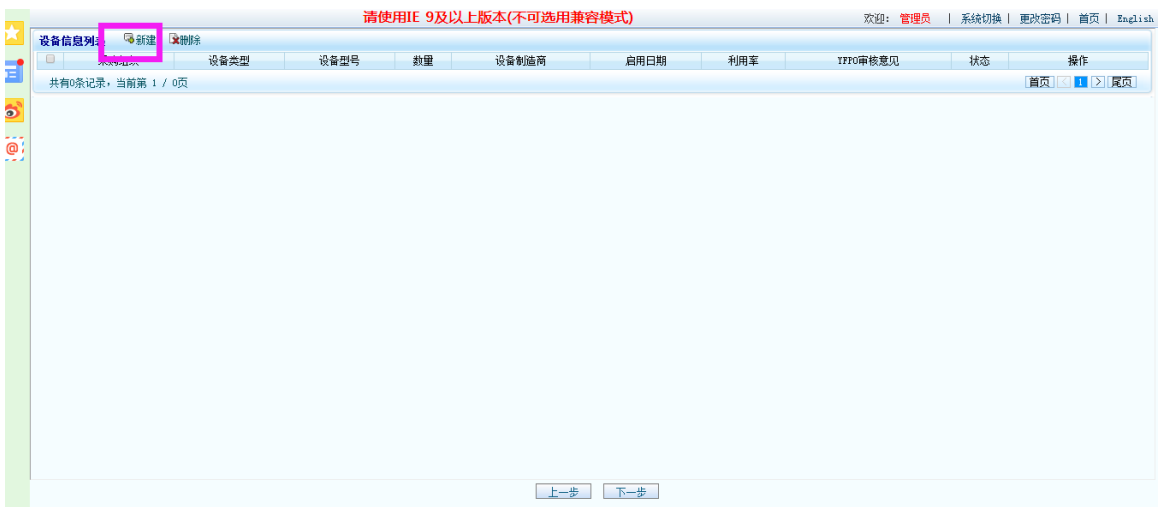 请使用IE 9及以上版本(不可选用兼容模式)
欢迎: 管理员 | 系统切换 | 更改密码 | 首页 | English
设备信息列表 新建 删除
设备类型 设备型号 数量 设备制造商 启用日期 利用率 YFPO审核意见 状态 操作
共有0条记录，当前第 1 / 0页 首页 < 1 > 尾页
@
上一步 下一步